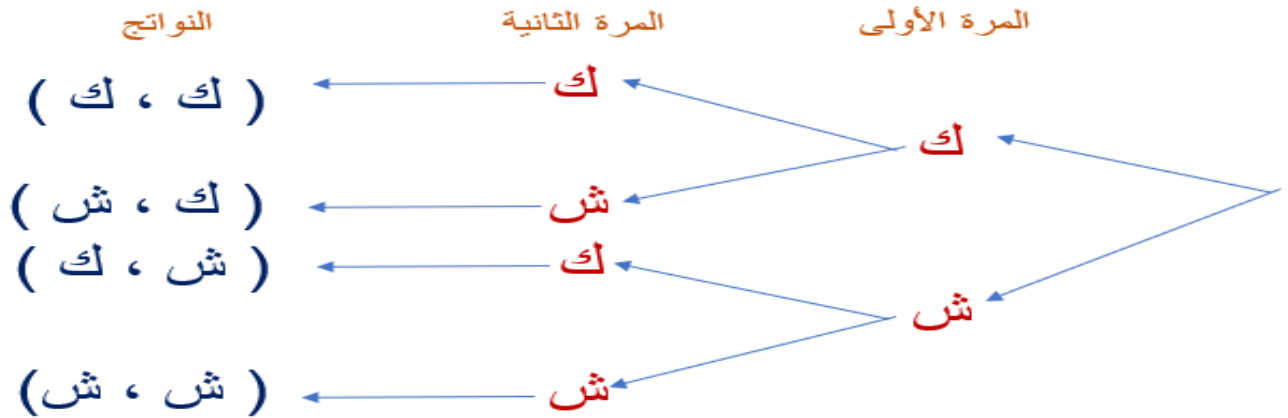 المرة الأولى المرة الثانية النواتج
ك ( ك ، ك )
ك
ش ( ك ، ش )
ك ( ش ، ك )
ش
ش ( ش ، ش )